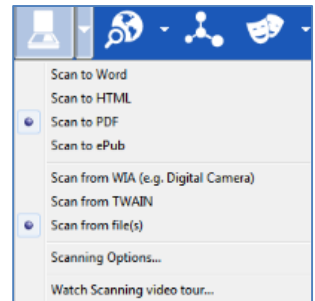 Scan to Word
Scan to HTML
Scan to PDF
Scan to ePub
Scan from WIA (e.g. Digital Camera)
Scan from TWAIN
Scan from file(s)
Scanning Options...
Watch Scanning video tour...